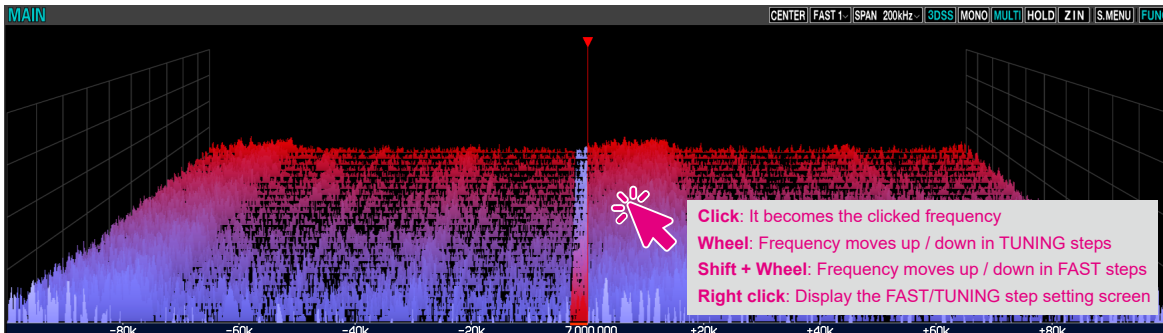 MAIN
CENTER FAST 1 SPAN 200kHz 3DSS MONO MULTI HOLD ZIN S.MENU
Click: It becomes the clicked frequency
Wheel: Frequency moves up / down in TUNING steps
Shift + Wheel: Frequency moves up / down in FAST steps
Right click: Display the FAST/TUNING step setting screen
-80k -60k -40k -20k 7.000.000 +20k +40k +60k +80k